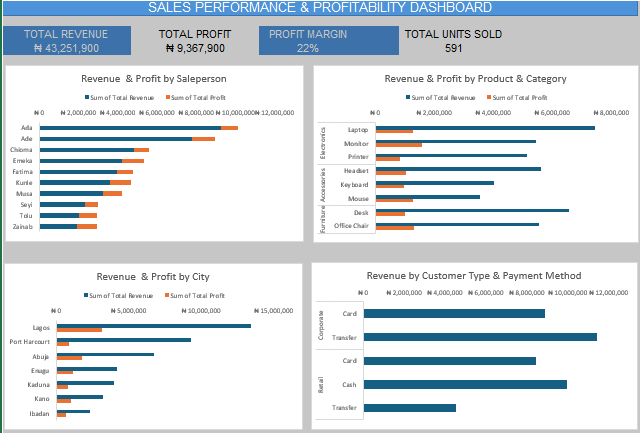 SALES PERFORMANCE & PROFITABILITY DASHBOARD
TOTAL REVENUE
₦ 43,251,900
TOTAL PROFIT
₦ 9,367,900
PROFIT MARGIN
22%
TOTAL UNITS SOLD
591
Revenue & Profit by Saleperson
Sum of Total Revenue Sum of Total Profit
₦ 0 ₦ 2,000,000 ₦ 4,000,000 ₦ 6,000,000 ₦ 8,000,000 ₦ 10,000,000 ₦ 12,000,000
Ada
Ade
Chioma
Emeka
Fatima
Kunle
Musa
Seyi
Tolu
Zainab
Revenue & Profit by Product & Category
Sum of Total Revenue Sum of Total Profit
₦ 0 ₦ 2,000,000 ₦ 4,000,000 ₦ 6,000,000 ₦ 8,000,000
Electronics
Laptop
Monitor
Printer
Accessories
Headset
Keyboard
Mouse
Furniture
Desk
Office Chair
Revenue & Profit by City
Sum of Total Revenue Sum of Total Profit
₦ 0 ₦ 5,000,000 ₦ 10,000,000 ₦ 15,000,000
Lagos
Port Harcourt
Abuja
Enugu
Kaduna
Kano
Ibadan
Revenue by Customer Type & Payment Method
₦ 0 ₦ 2,000,000 ₦ 4,000,000 ₦ 6,000,000 ₦ 8,000,000 ₦ 10,000,000 ₦ 12,000,000
Corporate
Card
Transfer
Retail
Card
Cash
Transfer